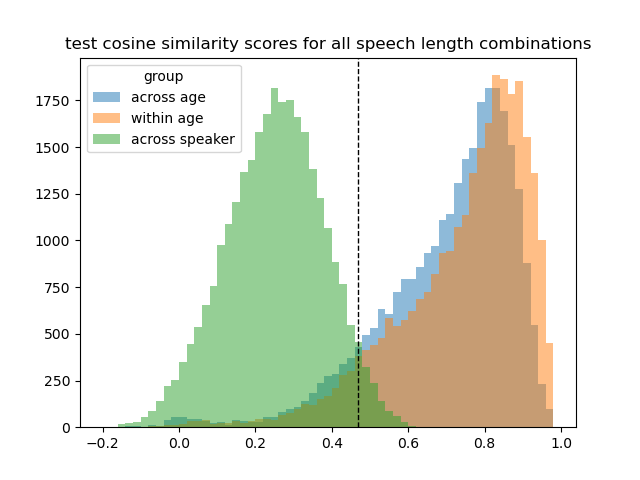 test cosine similarity scores for all speech length combinations
group
across age
within age
across speaker
1750
1500
1250
1000
750
500
250
0
−0.2 0.0 0.2 0.4 0.6 0.8 1.0